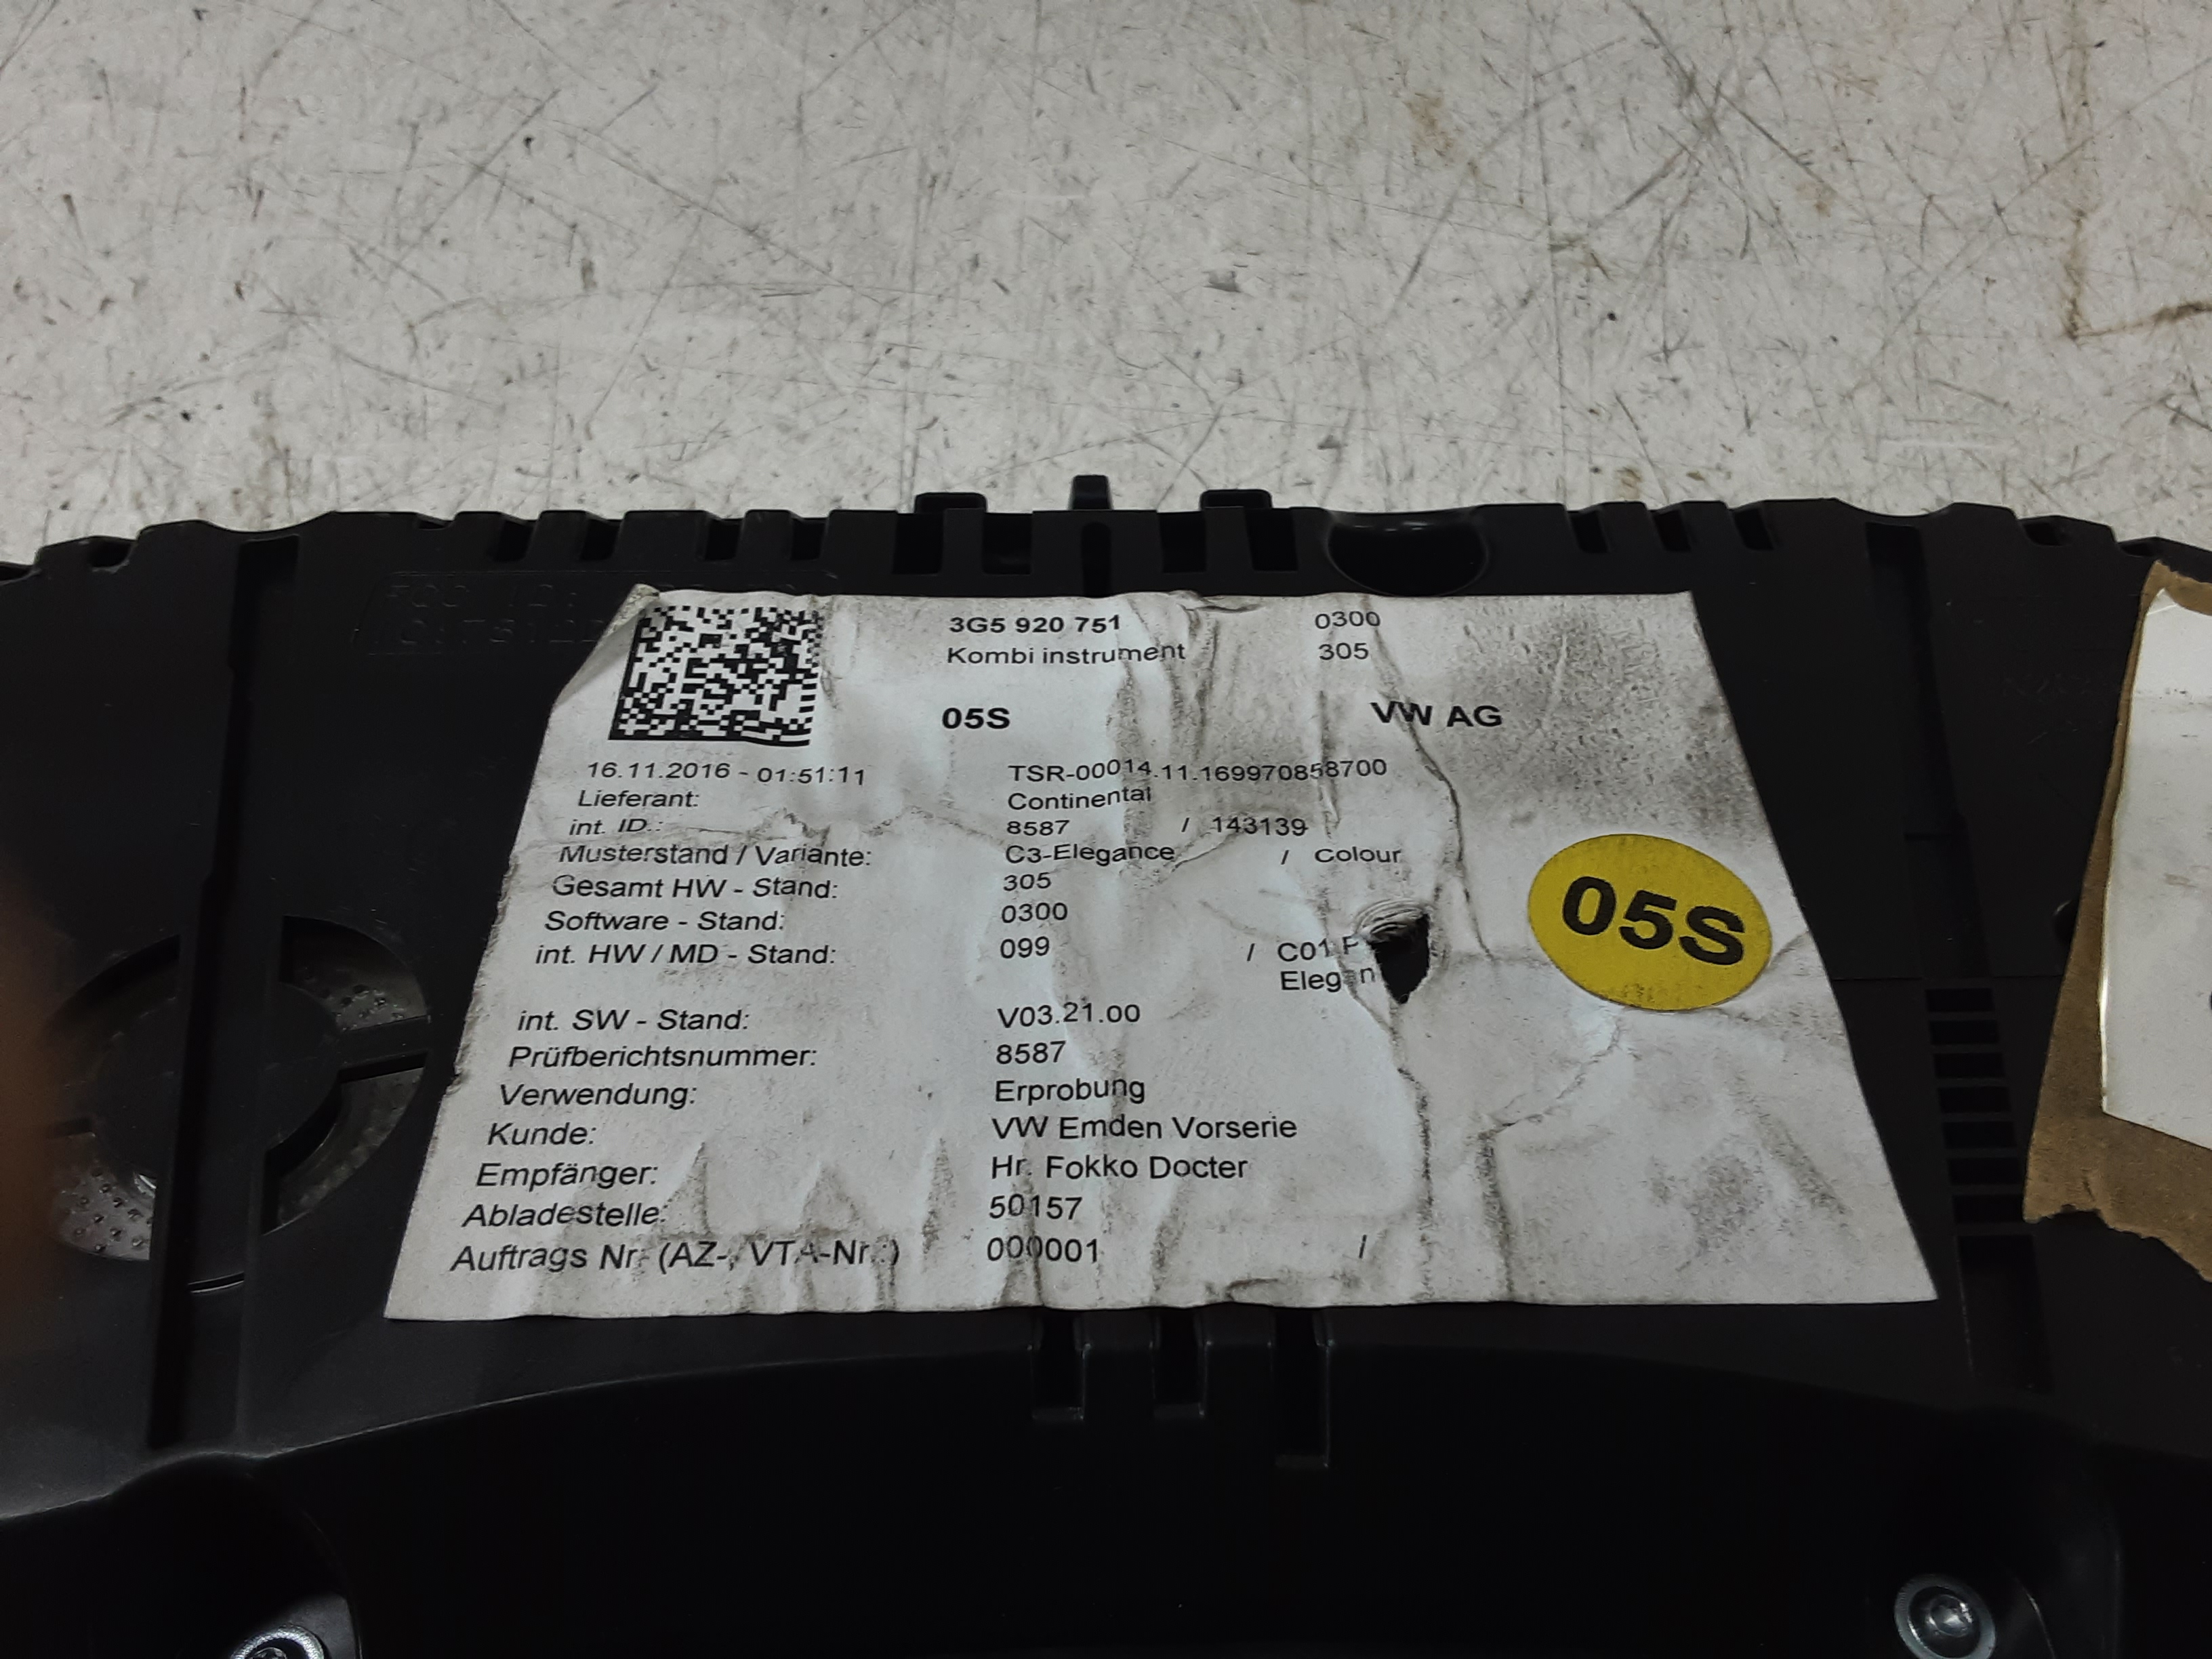 3G5 920 751 0300
Kombi instrument 305
05S VW AG
16.11.2016 - 01:51:11 TSR-00014.11.169970858700
Lieferant: Continental
int. ID.: 8587 / 143139
Musterstand / Variante: C3-Elegance / Colour
Gesamt HW - Stand: 305
Software - Stand: 0300
int. HW / MD - Stand: 099 / C01
int. SW - Stand: V03.21.00
Prüfberichtsnummer: 8587
Verwendung: Erprobung
Kunde: VW Emden Vorserie
Empfänger: Hr. Fokko Docter
Abladestelle: 50157
Auftrags Nr- (AZ-, VTA-Nr.:) 000001 /
05S
FCC ID: